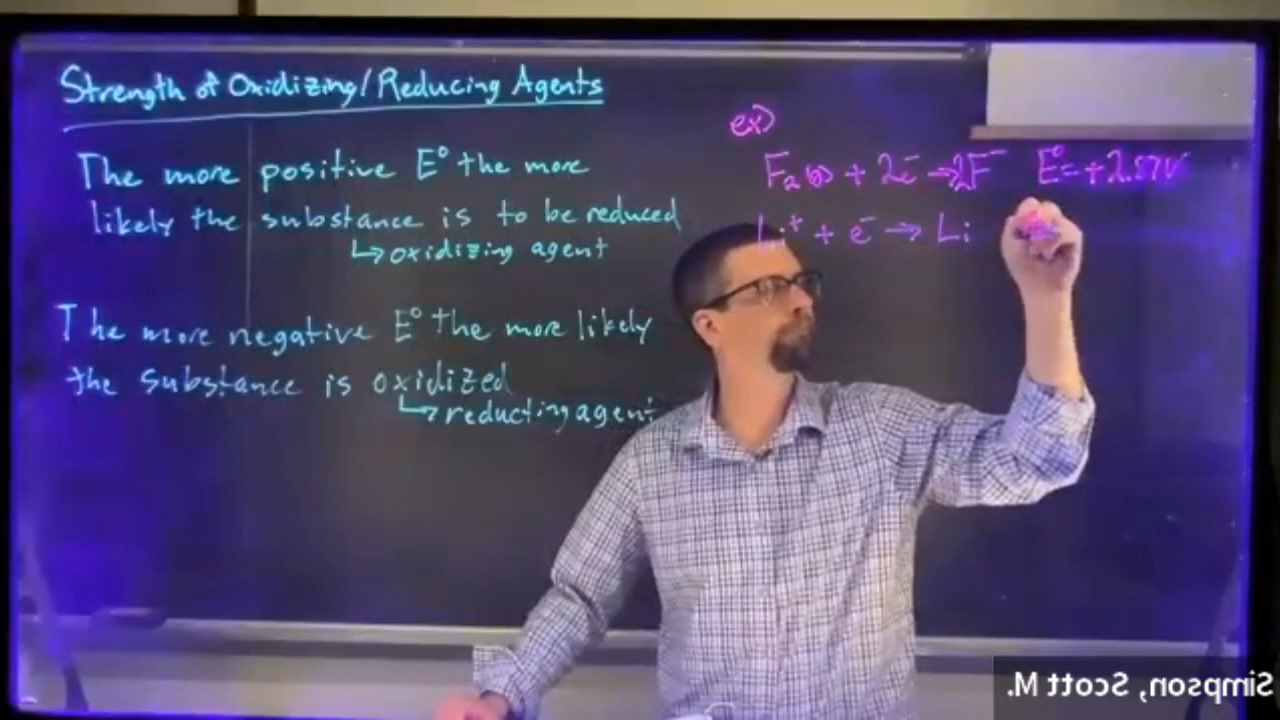 Strength of Oxidizing/Reducing Agents
The more positive E° the more
likely the substance is to be reduced
↳oxidizing agent
The more negative E° the more likely
the substance is oxidized
↳reducting agent
ex)
F₂(g) + 2e⁻ → 2F⁻ E°= +2.87V
Li⁺ + e⁻ → Li
Simpson, Scott M.